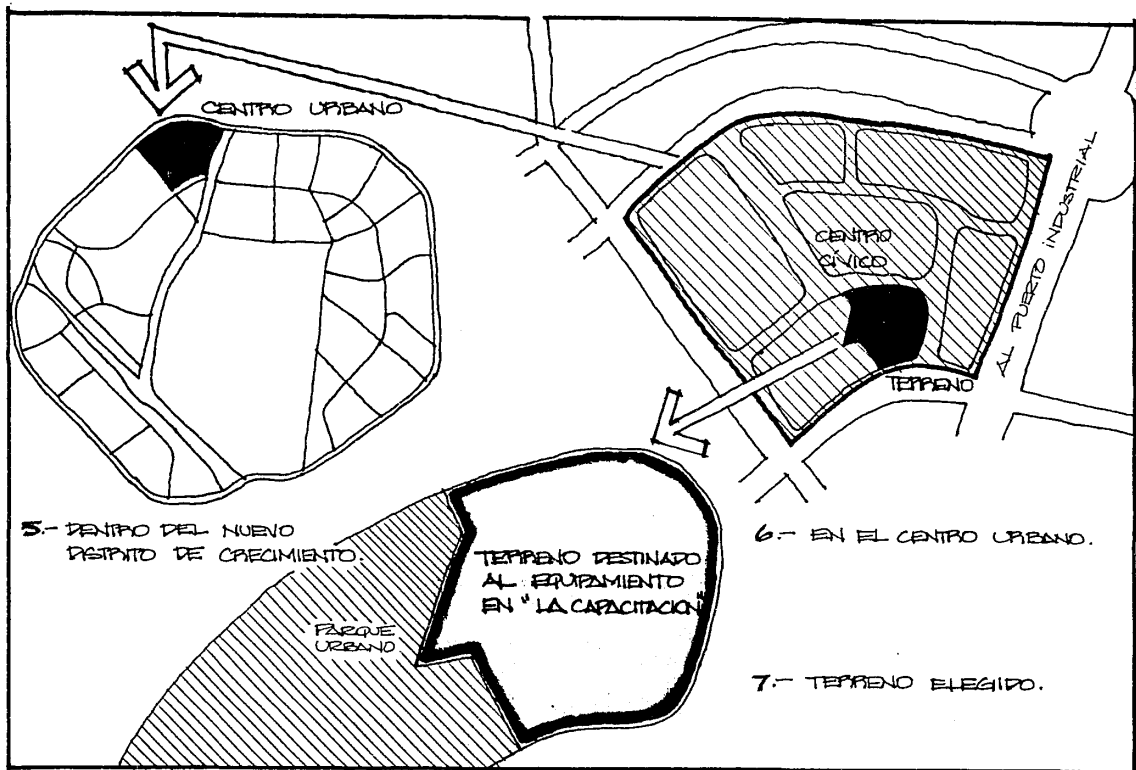 CENTRO URBANO
CENTRO
CÍVICO
AL PUERTO INDUSTRIAL
TERRENO
5.- DENTRO DEL NUEVO
DISTRITO DE CRECIMIENTO.
6.- EN EL CENTRO URBANO.
TERRENO DESTINADO
AL EQUIPAMIENTO
EN "LA CAPACITACION"
PARQUE
URBANO
7.- TERRENO ELEGIDO.